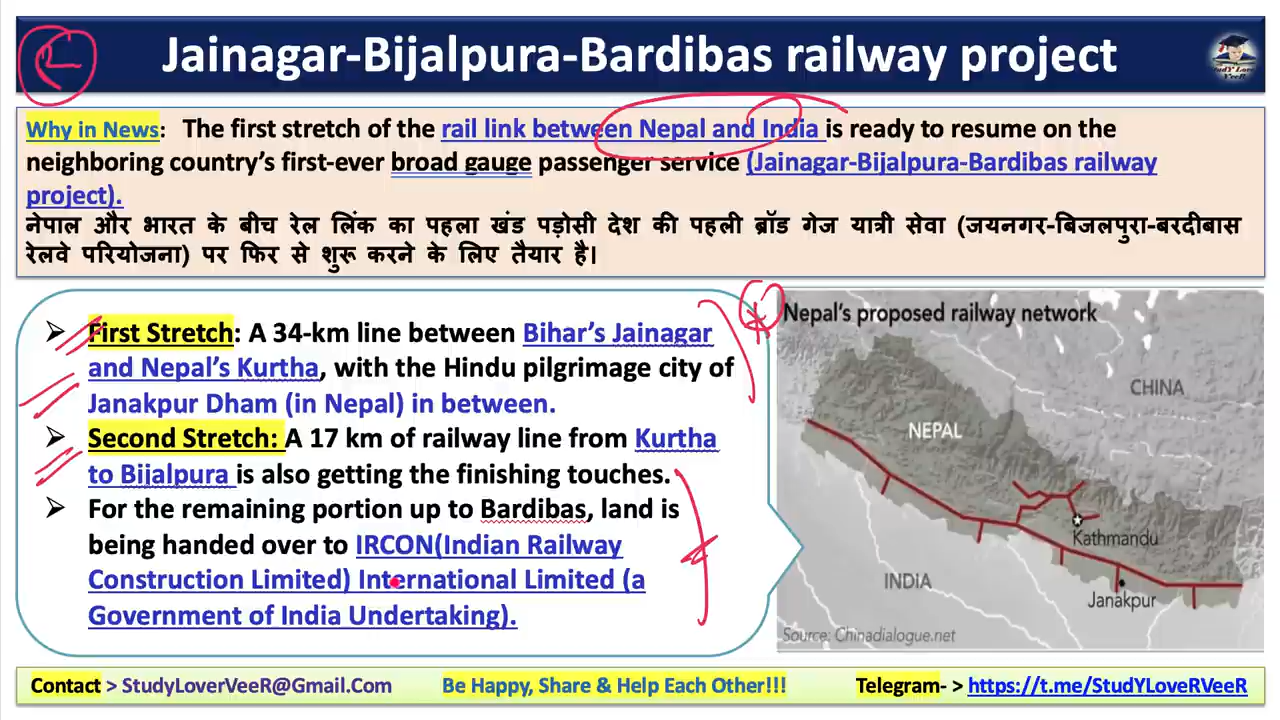 Jainagar-Bijalpura-Bardibas railway project
Why in News: The first stretch of the rail link between Nepal and India is ready to resume on the
neighboring country's first-ever broad gauge passenger service (Jainagar-Bijalpura-Bardibas railway
project).
नेपाल और भारत के बीच रेल लिंक का पहला खंड पड़ोसी देश की पहली ब्रॉड गेज यात्री सेवा (जयनगर-बिजलपुरा-बरदीबास
रेलवे परियोजना) पर फिर से शुरू करने के लिए तैयार है।
➢ First Stretch: A 34-km line between Bihar's Jainagar
and Nepal's Kurtha, with the Hindu pilgrimage city of
Janakpur Dham (in Nepal) in between.
➢ Second Stretch: A 17 km of railway line from Kurtha
to Bijalpura is also getting the finishing touches.
➢ For the remaining portion up to Bardibas, land is
being handed over to IRCON(Indian Railway
Construction Limited) International Limited (a
Government of India Undertaking).
Nepal's proposed railway network
CHINA
NEPAL
Kathmandu
INDIA
Janakpur
Source: Chinadialogue.net
Contact > StudyLoverVeeR@Gmail.Com Be Happy, Share & Help Each Other!!! Telegram- > https://t.me/StudYLoveRVeeR